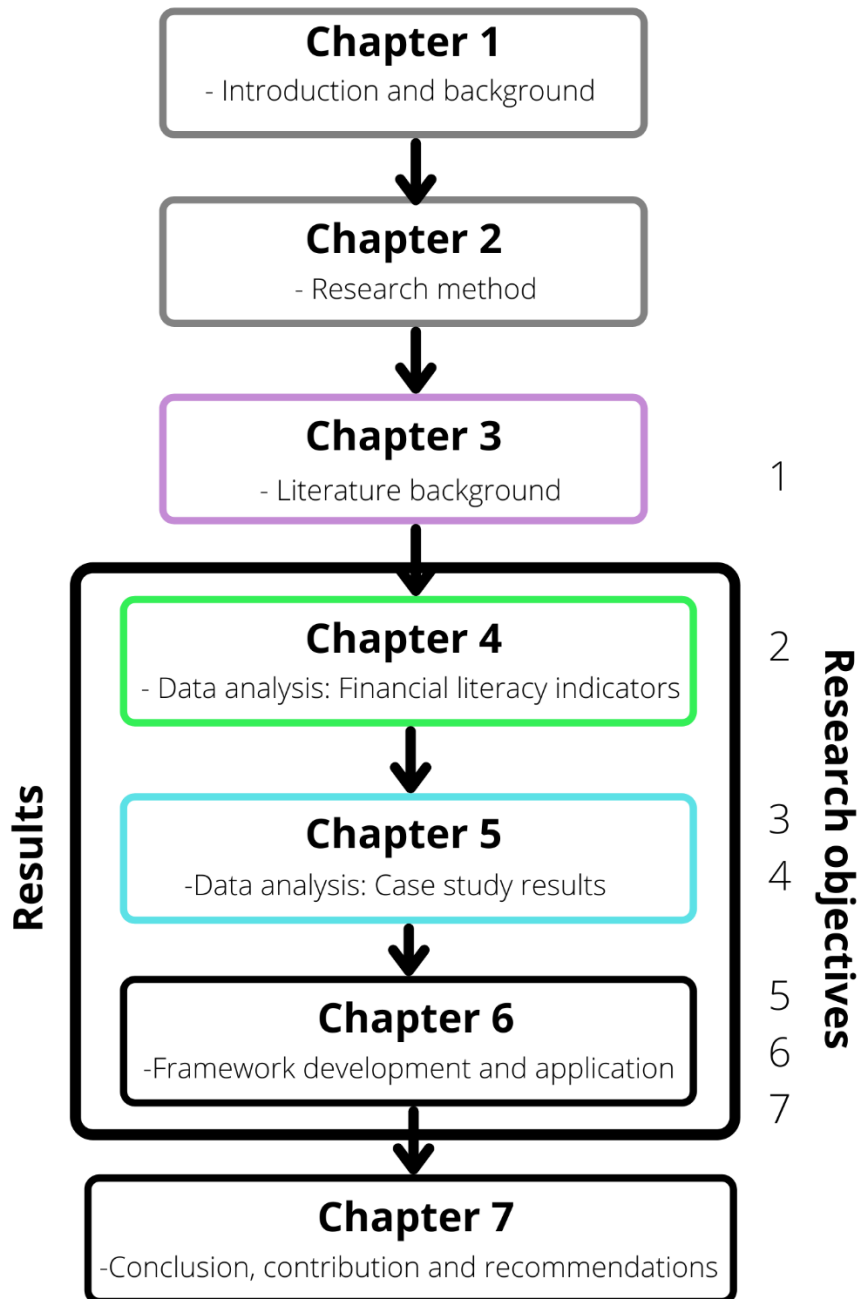 Chapter 1
- Introduction and background
Chapter 2
- Research method
Chapter 3
- Literature background
1
Chapter 4
- Data analysis: Financial literacy indicators
2
Chapter 5
-Data analysis: Case study results
3
4
Chapter 6
-Framework development and application
5
6
7
Results
Research objectives
Chapter 7
-Conclusion, contribution and recommendations